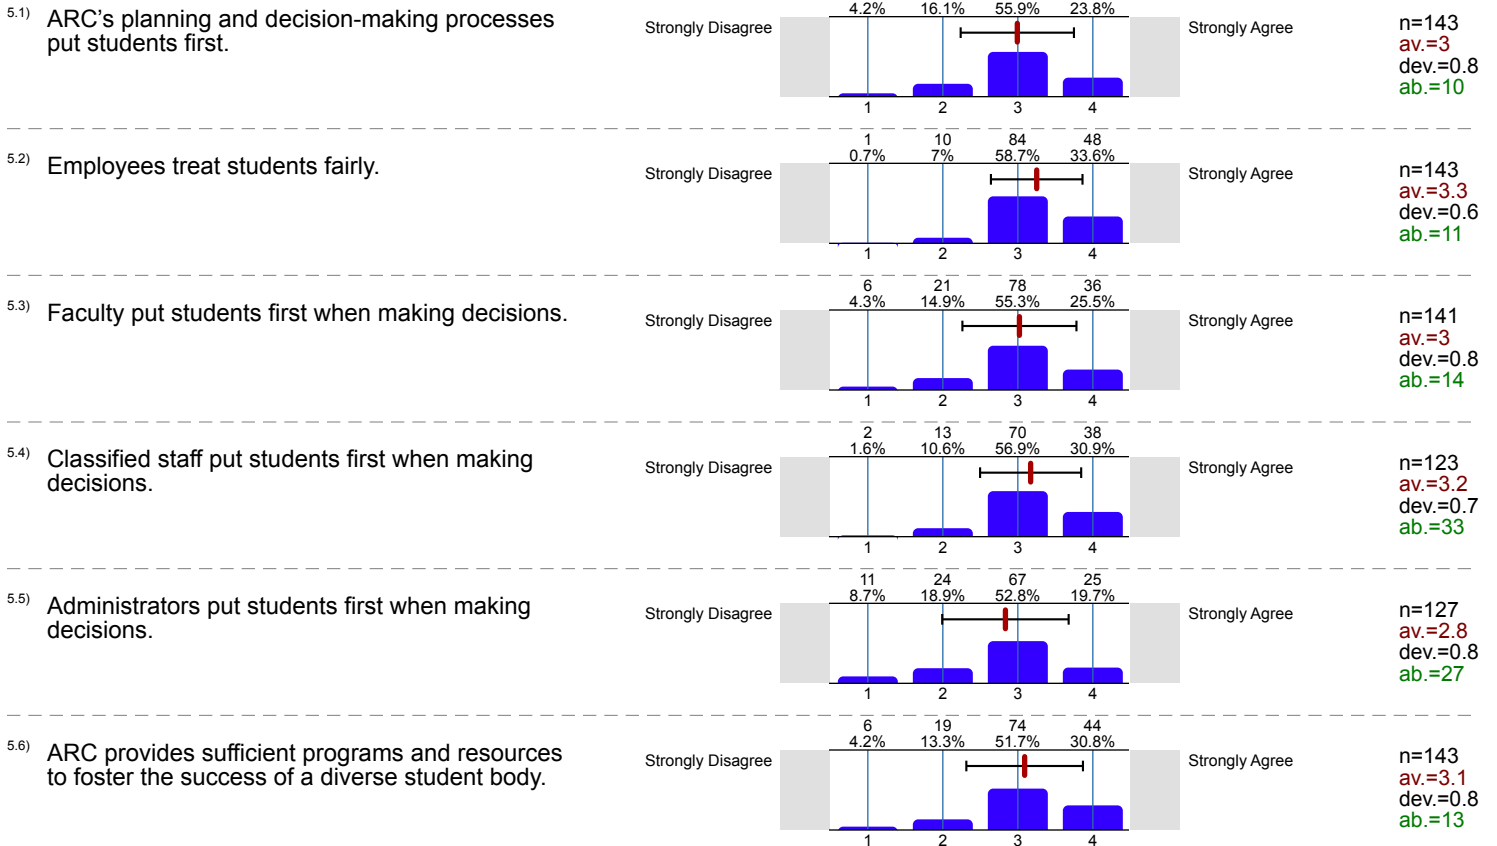 4.2% 16.1% 55.9% 23.8%
5.1) ARC’s planning and decision-making processes
put students first.
Strongly Disagree
Strongly Agree
n=143
av.=3
dev.=0.8
ab.=10
1 2 3 4
1 10 84 48
0.7% 7% 58.7% 33.6%
5.2) Employees treat students fairly.
Strongly Disagree
Strongly Agree
n=143
av.=3.3
dev.=0.6
ab.=11
1 2 3 4
6 21 78 36
4.3% 14.9% 55.3% 25.5%
5.3) Faculty put students first when making decisions.
Strongly Disagree
Strongly Agree
n=141
av.=3
dev.=0.8
ab.=14
1 2 3 4
2 13 70 38
1.6% 10.6% 56.9% 30.9%
5.4) Classified staff put students first when making
decisions.
Strongly Disagree
Strongly Agree
n=123
av.=3.2
dev.=0.7
ab.=33
1 2 3 4
11 24 67 25
8.7% 18.9% 52.8% 19.7%
5.5) Administrators put students first when making
decisions.
Strongly Disagree
Strongly Agree
n=127
av.=2.8
dev.=0.8
ab.=27
1 2 3 4
6 19 74 44
4.2% 13.3% 51.7% 30.8%
5.6) ARC provides sufficient programs and resources
to foster the success of a diverse student body.
Strongly Disagree
Strongly Agree
n=143
av.=3.1
dev.=0.8
ab.=13
1 2 3 4